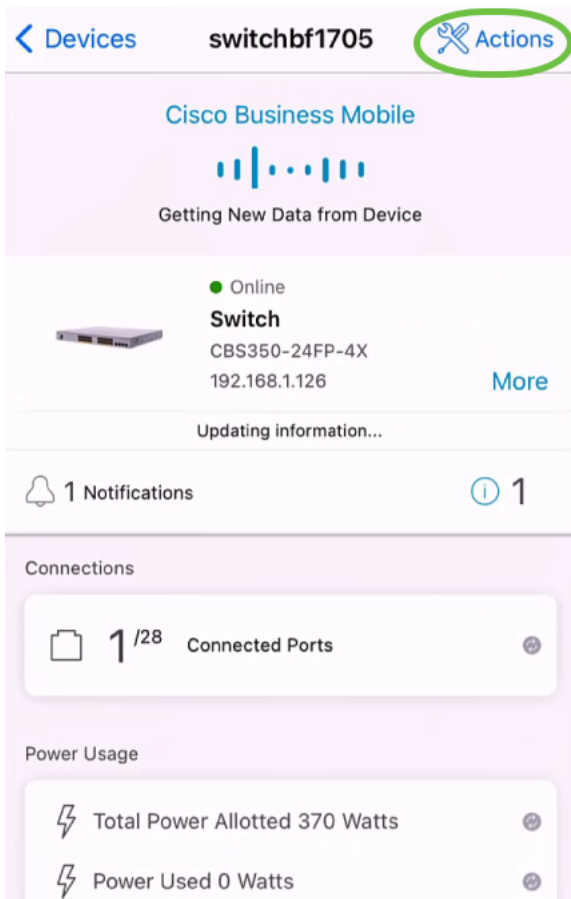 Devices switchbf1705 Actions
Cisco Business Mobile
Getting New Data from Device
Online
Switch
CBS350-24FP-4X
192.168.1.126 More
Updating information...
1 Notifications 1
Connections
1/28 Connected Ports
Power Usage
Total Power Allotted 370 Watts
Power Used 0 Watts